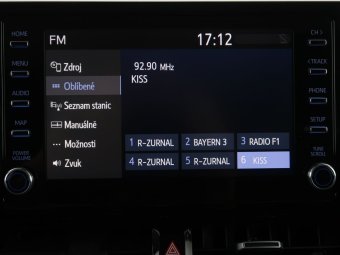 FM
17:12
HOME
MENU
AUDIO
MAP
POWER
VOLUME
Zdroj
Oblíbené
Seznam stanic
Manuálně
Možnosti
Zvuk
92.90 MHz
KISS
1 R-ZURNAL
2 BAYERN 3
3 RADIO F1
4 R-ZURNAL
5 R-ZURNAL
6 KISS
CH >
< TRACK
PHONE
SETUP
TUNE
SCROLL